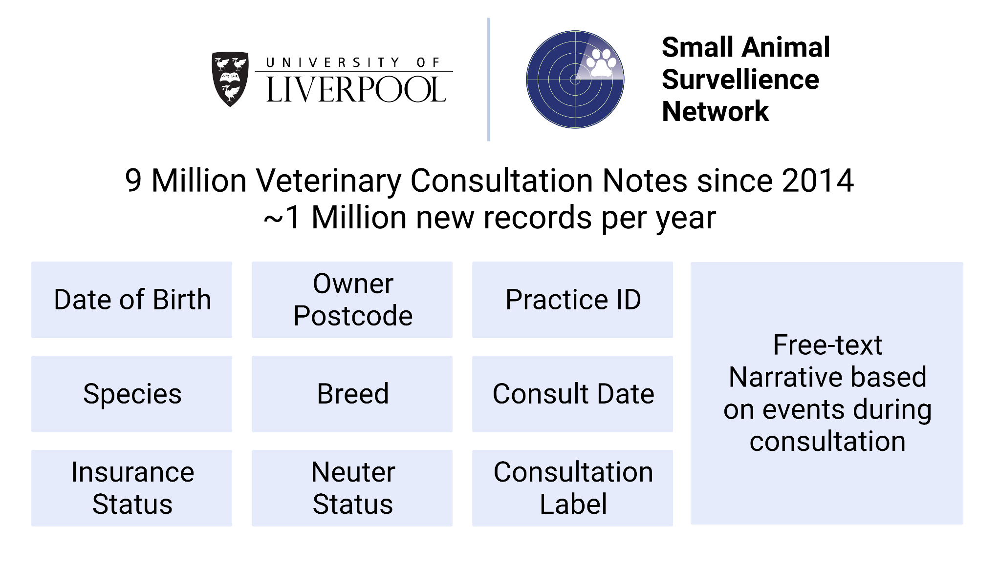 UNIVERSITY OF
LIVERPOOL
FIAT LUX
Small Animal
Survellience
Network
9 Million Veterinary Consultation Notes since 2014
~1 Million new records per year
Date of Birth
Owner
Postcode
Practice ID
Species
Breed
Consult Date
Insurance
Status
Neuter
Status
Consultation
Label
Free-text
Narrative based
on events during
consultation